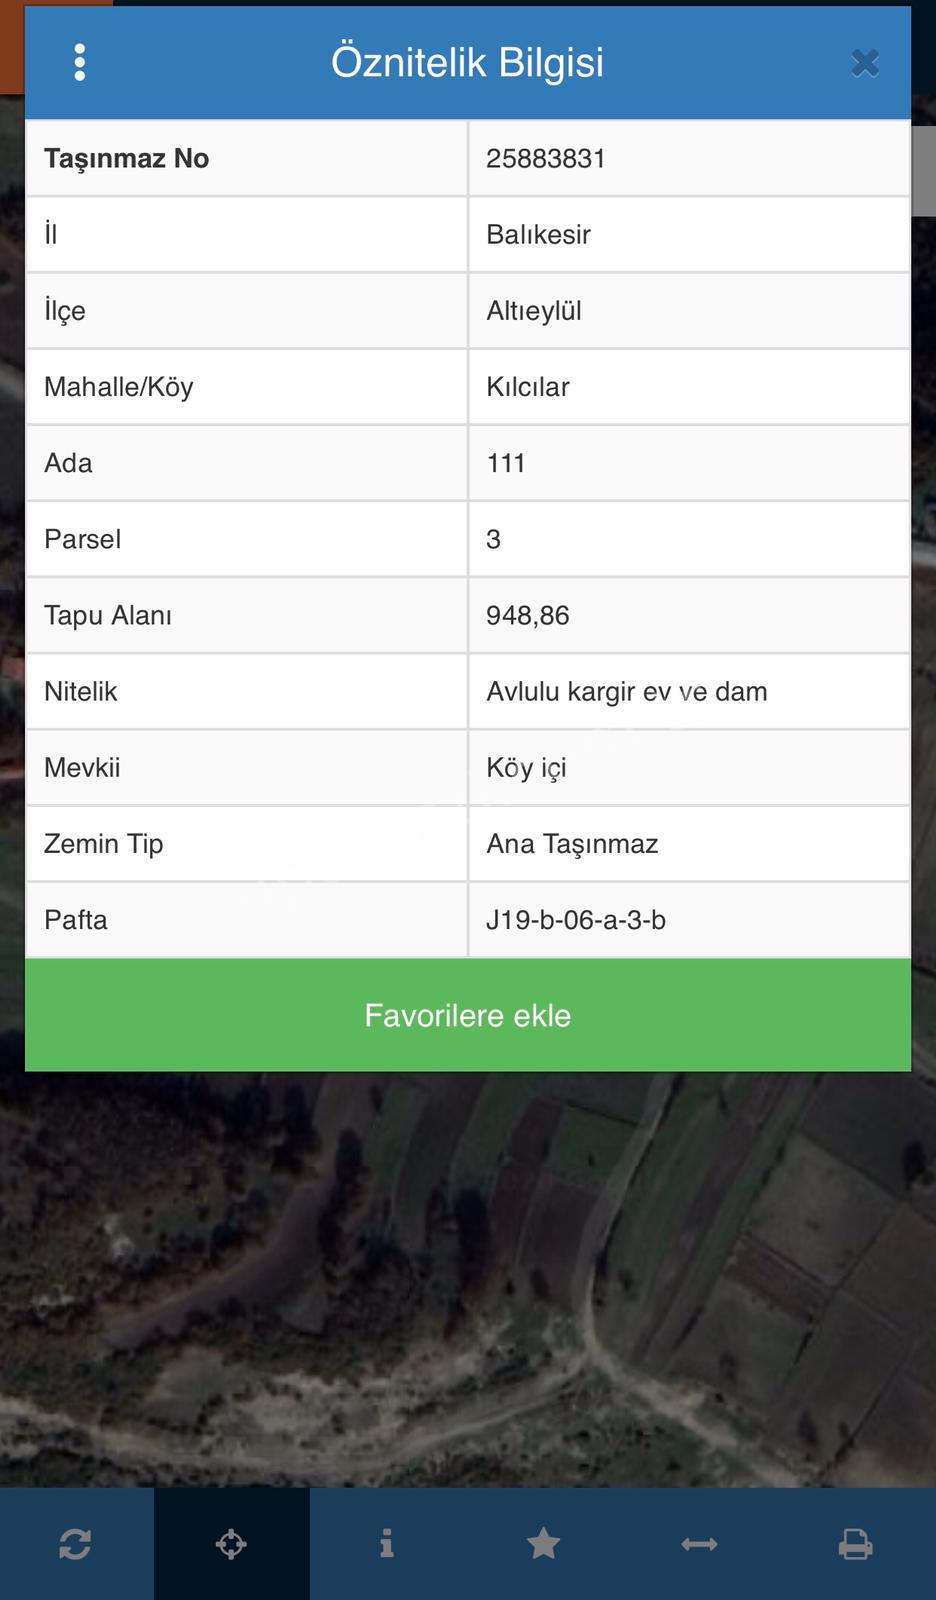 Öznitelik Bilgisi
Taşınmaz No 25883831
İl Balıkesir
İlçe Altıeylül
Mahalle/Köy Kılcılar
Ada 111
Parsel 3
Tapu Alanı 948,86
Nitelik Avlulu kargir ev ve dam
Mevkii Köy içi
Zemin Tip Ana Taşınmaz
Pafta J19-b-06-a-3-b
Favorilere ekle